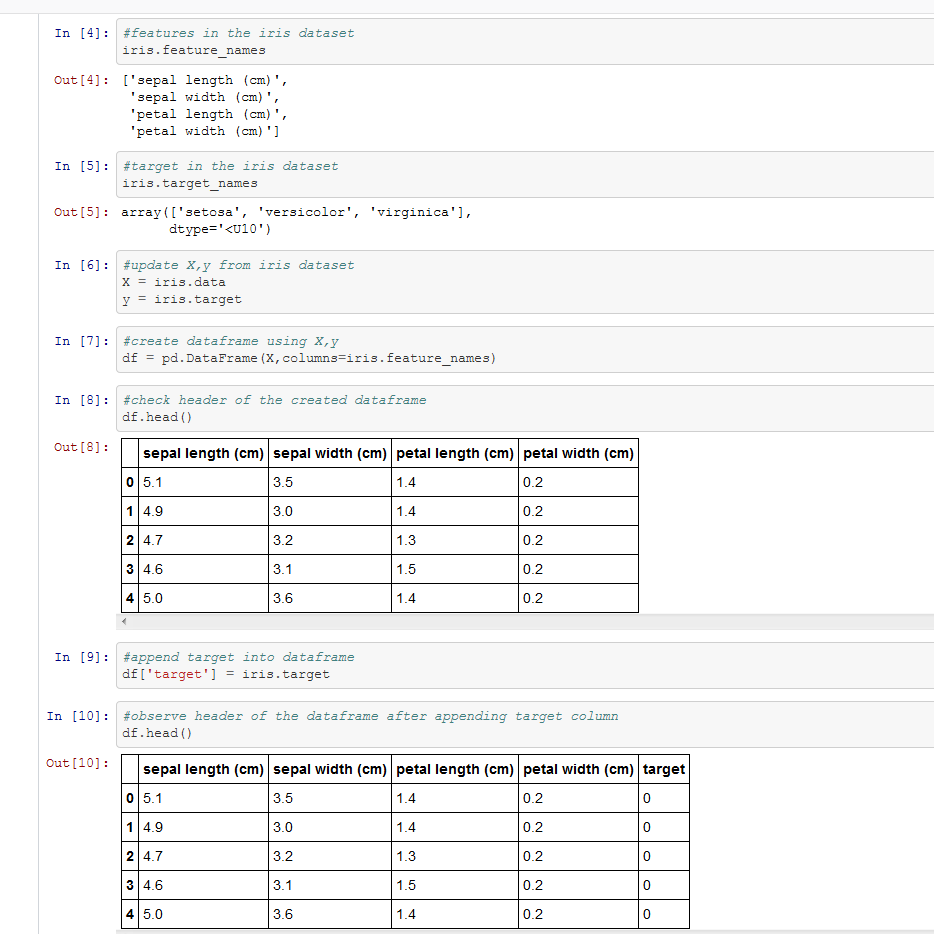 In [4]: #features in the iris dataset
iris.feature_names
Out[4]: ['sepal length (cm)',
'sepal width (cm)',
'petal length (cm)',
'petal width (cm)']
In [5]: #target in the iris dataset
iris.target_names
Out[5]: array(['setosa', 'versicolor', 'virginica'],
dtype='<U10')
In [6]: #update X,y from iris dataset
X = iris.data
y = iris.target
In [7]: #create dataframe using X,y
df = pd.DataFrame(X,columns=iris.feature_names)
In [8]: #check header of the created dataframe
df.head()
Out[8]: sepal length (cm) sepal width (cm) petal length (cm) petal width (cm)
0 5.1 3.5 1.4 0.2
1 4.9 3.0 1.4 0.2
2 4.7 3.2 1.3 0.2
3 4.6 3.1 1.5 0.2
4 5.0 3.6 1.4 0.2
In [9]: #append target into dataframe
df['target'] = iris.target
In [10]: #observe header of the dataframe after appending target column
df.head()
Out[10]: sepal length (cm) sepal width (cm) petal length (cm) petal width (cm) target
0 5.1 3.5 1.4 0.2 0
1 4.9 3.0 1.4 0.2 0
2 4.7 3.2 1.3 0.2 0
3 4.6 3.1 1.5 0.2 0
4 5.0 3.6 1.4 0.2 0